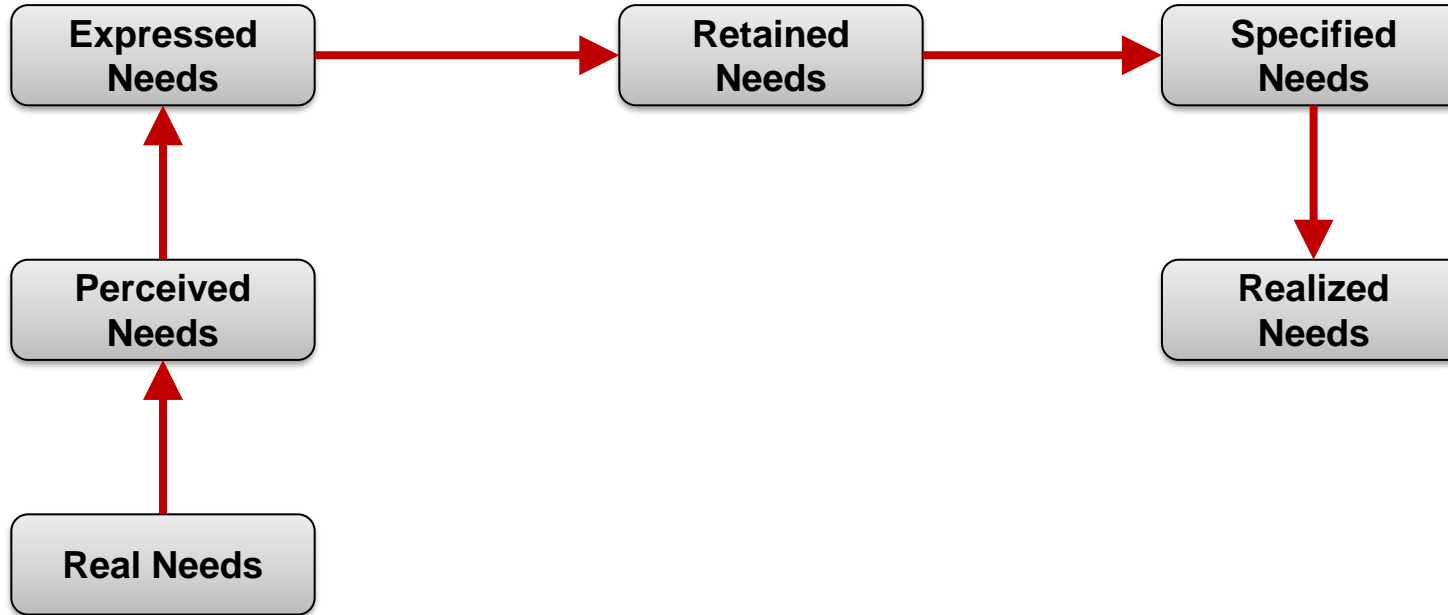 Expressed
Needs
Retained
Needs
Specified
Needs
Perceived
Needs
Realized
Needs
Real Needs